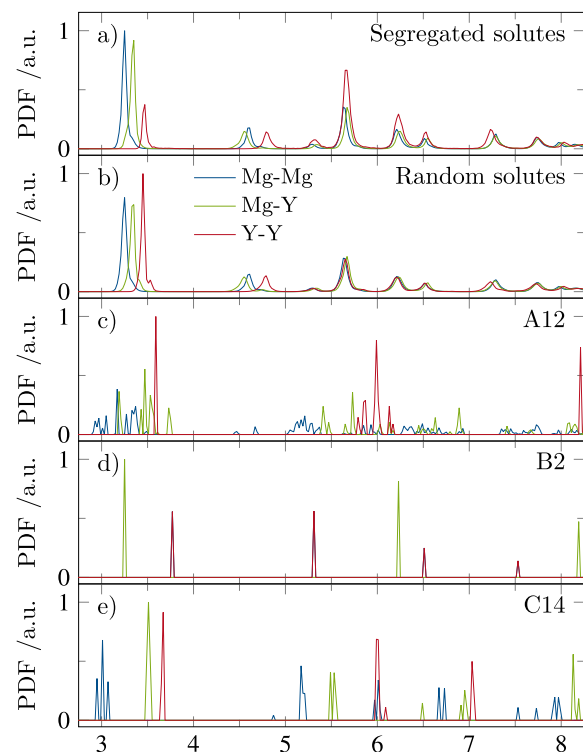 1
a)
Segregated solutes
PDF /a.u.
0
1
b)
Random solutes
Mg-Mg
Mg-Y
Y-Y
PDF /a.u.
0
1
c)
A12
PDF /a.u.
0
1
d)
B2
PDF /a.u.
0
1
e)
C14
PDF /a.u.
0
3 4 5 6 7 8